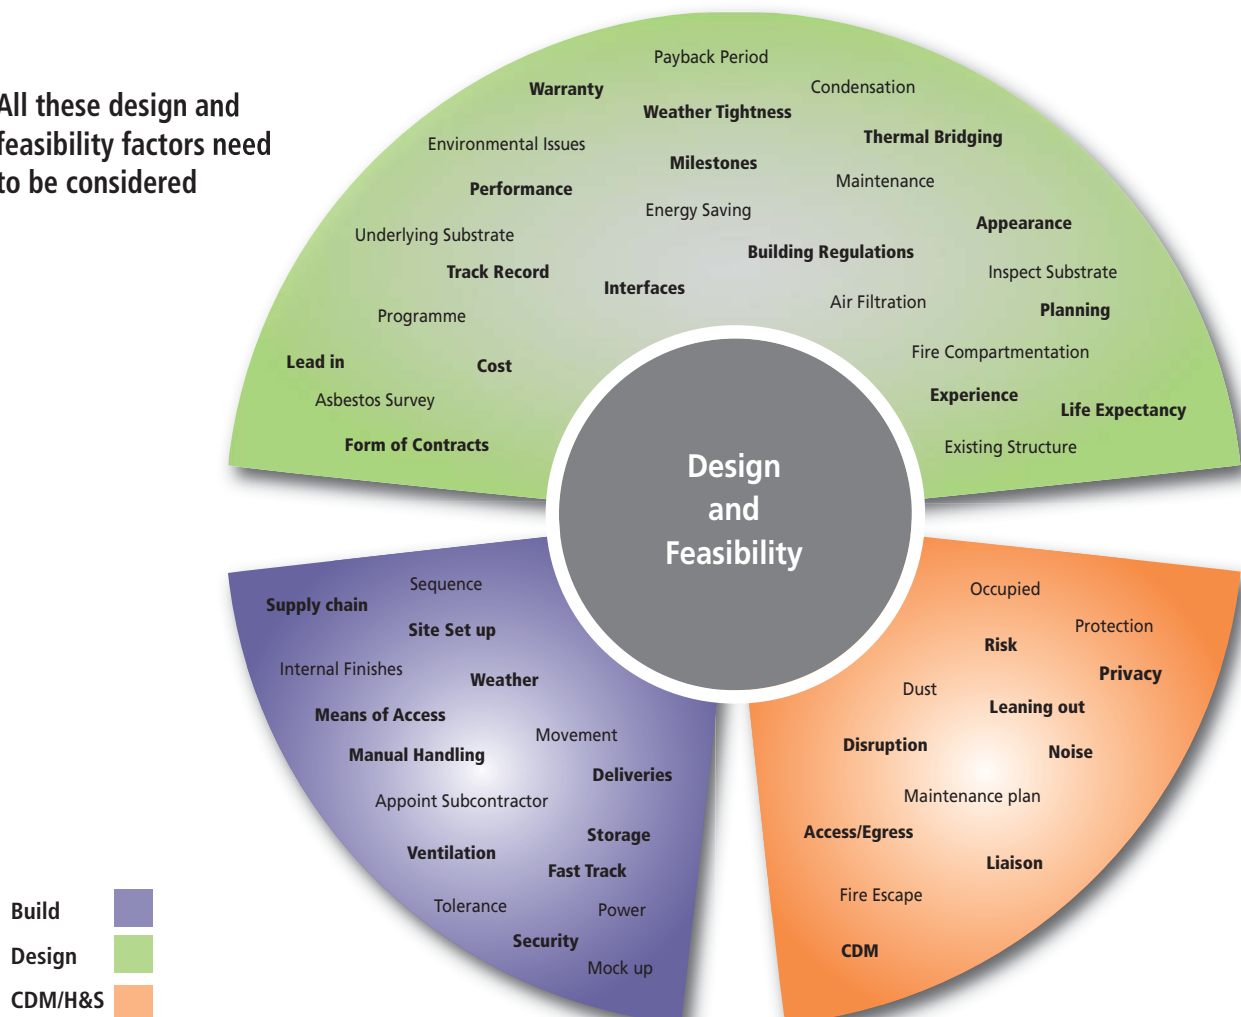 All these design and
feasibility factors need
to be considered
Payback Period
Warranty
Condensation
Weather Tightness
Environmental Issues
Thermal Bridging
Milestones
Performance
Maintenance
Energy Saving
Underlying Substrate
Appearance
Building Regulations
Track Record
Inspect Substrate
Interfaces
Air Filtration
Programme
Planning
Lead in
Cost
Fire Compartmentation
Asbestos Survey
Experience
Life Expectancy
Form of Contracts
Existing Structure
Design
and
Feasibility
Sequence
Supply chain
Site Set up
Internal Finishes
Weather
Means of Access
Movement
Manual Handling
Deliveries
Appoint Subcontractor
Storage
Ventilation
Fast Track
Tolerance
Power
Security
Mock up
Occupied
Protection
Risk
Privacy
Dust
Leaning out
Disruption
Noise
Maintenance plan
Access/Egress
Liaison
Fire Escape
CDM
Build
Design
CDM/H&S